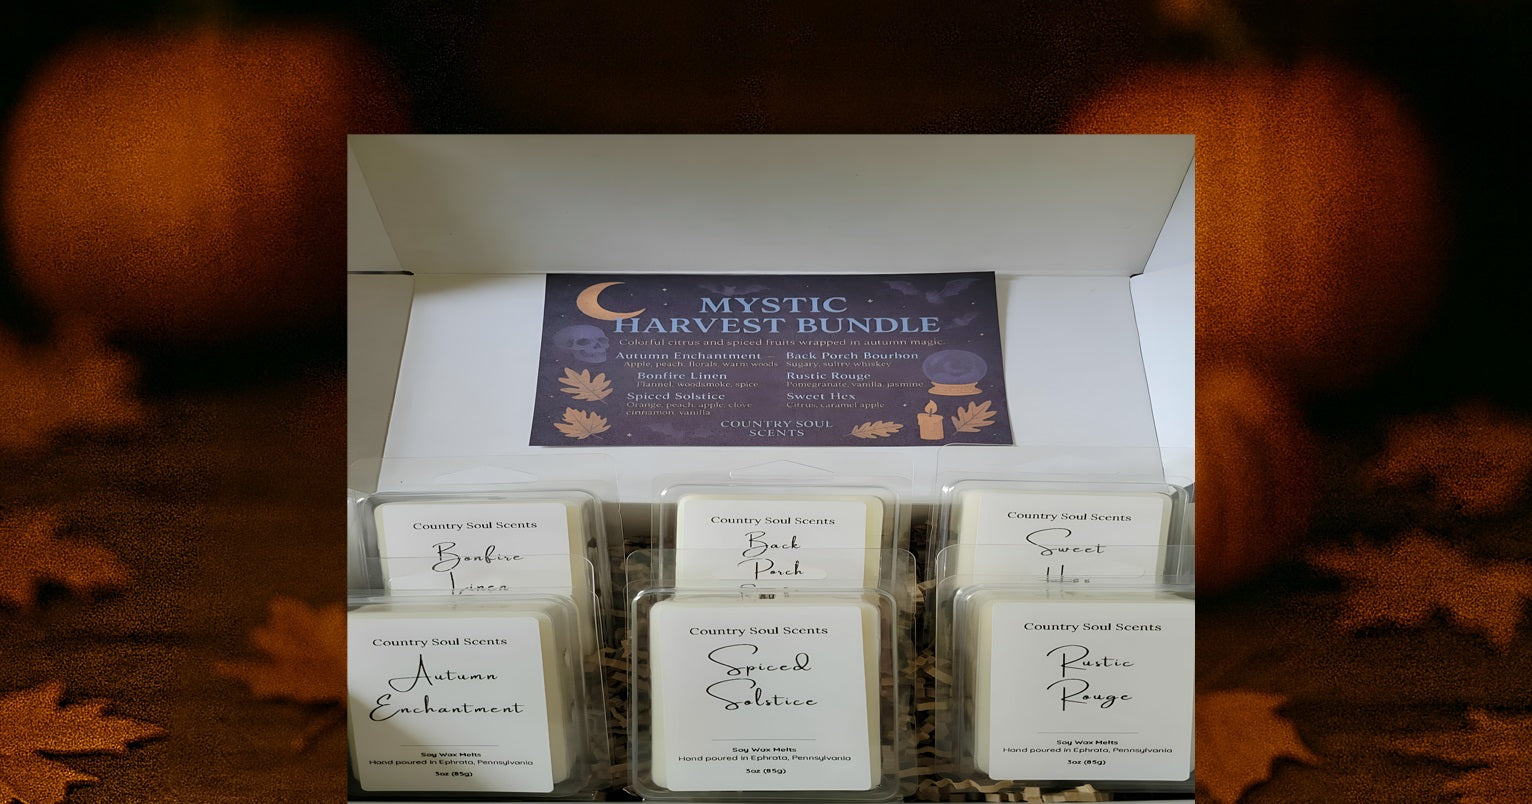 MYSTIC
HARVEST BUNDLE
Colorful citrus and spiced fruits wrapped in autumn magic.
Autumn Enchantment
Apple, peach, florals, warm woods
Back Porch Bourbon
Sugary, sultry whiskey
Bonfire Linen
Flannel, woodsmoke, spice
Rustic Rouge
Pomegranate, vanilla, jasmine
Spiced Solstice
Orange, peach, apple, clove
cinnamon, vanilla
Sweet Hex
Citrus, caramel apple
COUNTRY SOUL
SCENTS
Country Soul Scents
Bonfire
Linen
Country Soul Scents
Back
Porch
Country Soul Scents
Sweet
Country Soul Scents
Autumn
Enchantment
Soy Wax Melts
Hand poured in Ephrata, Pennsylvania
3oz (85g)
Country Soul Scents
Spiced
Solstice
Soy Wax Melts
Hand poured in Ephrata, Pennsylvania
3oz (85g)
Country Soul Scents
Rustic
Rouge
Soy Wax Melts
Hand poured in Ephrata, Pennsylvania
3oz (85g)